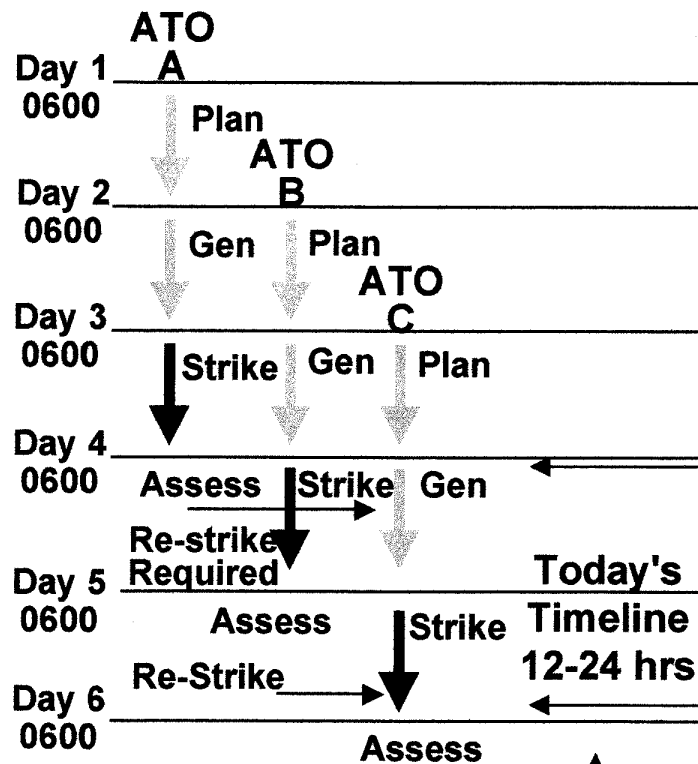 ATO
A
Day 1
0600
Plan
ATO
B
Day 2
0600
Gen
Plan
ATO
C
Day 3
0600
Strike
Gen
Plan
Day 4
0600
Assess
Strike
Gen
Re-strike
Required
Day 5
0600
Today's
Timeline
12-24 hrs
Assess
Strike
Re-Strike
Day 6
0600
Assess